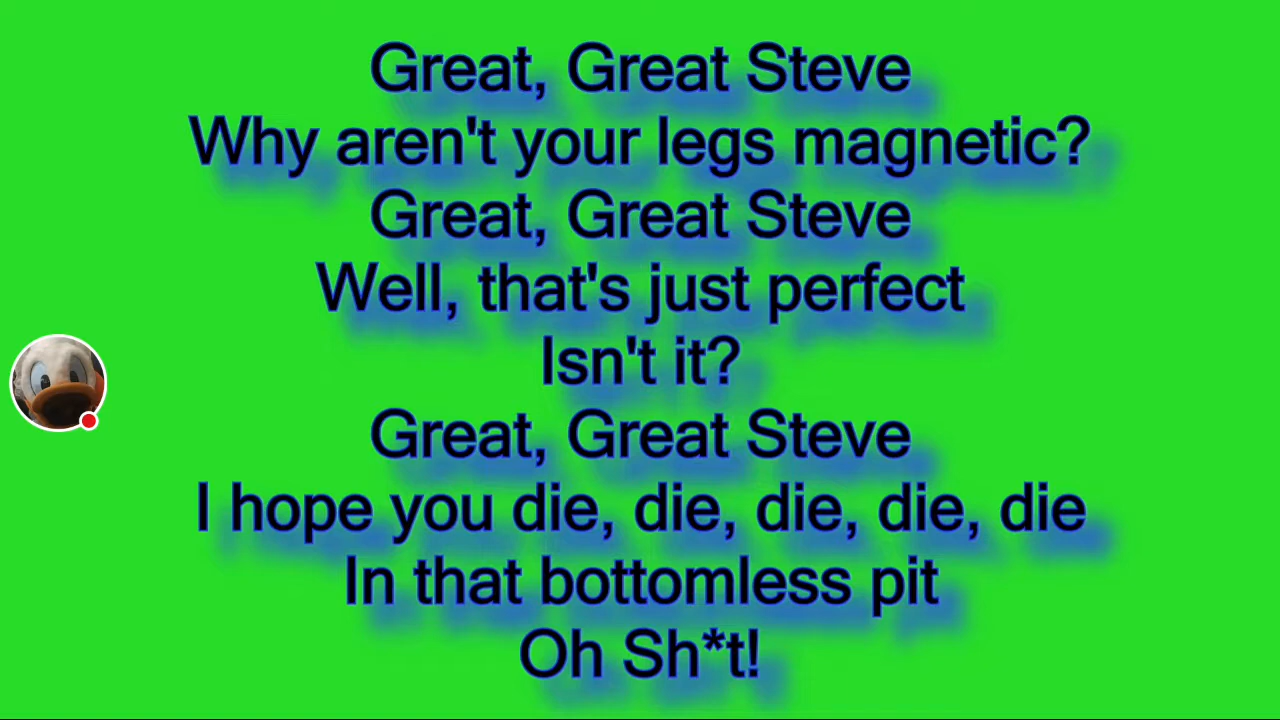 Great, Great Steve
Why aren't your legs magnetic?
Great, Great Steve
Well, that's just perfect
Isn't it?
Great, Great Steve
I hope you die, die, die, die, die
In that bottomless pit
Oh Sh*t!